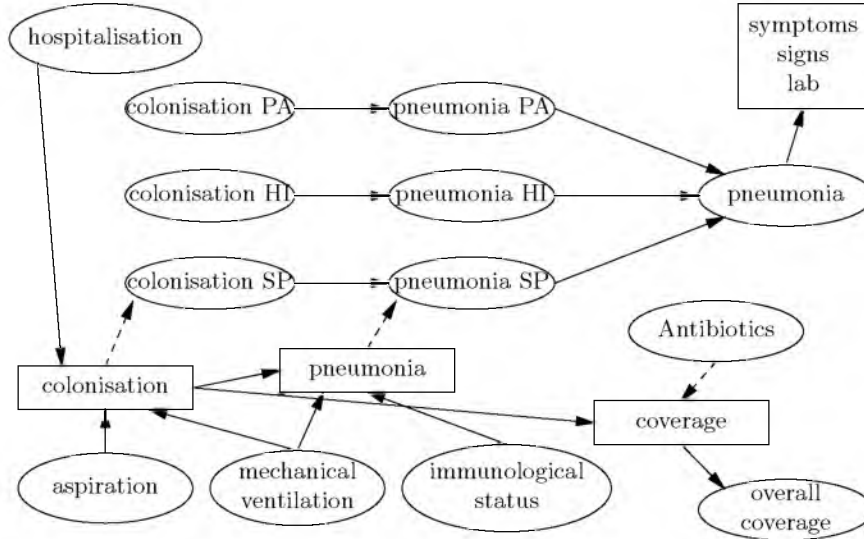 hospitalisation
symptoms
signs
lab
colonisation PA
pneumonia PA
colonisation HI
pneumonia HI
pneumonia
colonisation SP
pneumonia SP
Antibiotics
colonisation
pneumonia
coverage
aspiration
mechanical
ventilation
immunological
status
overall
coverage